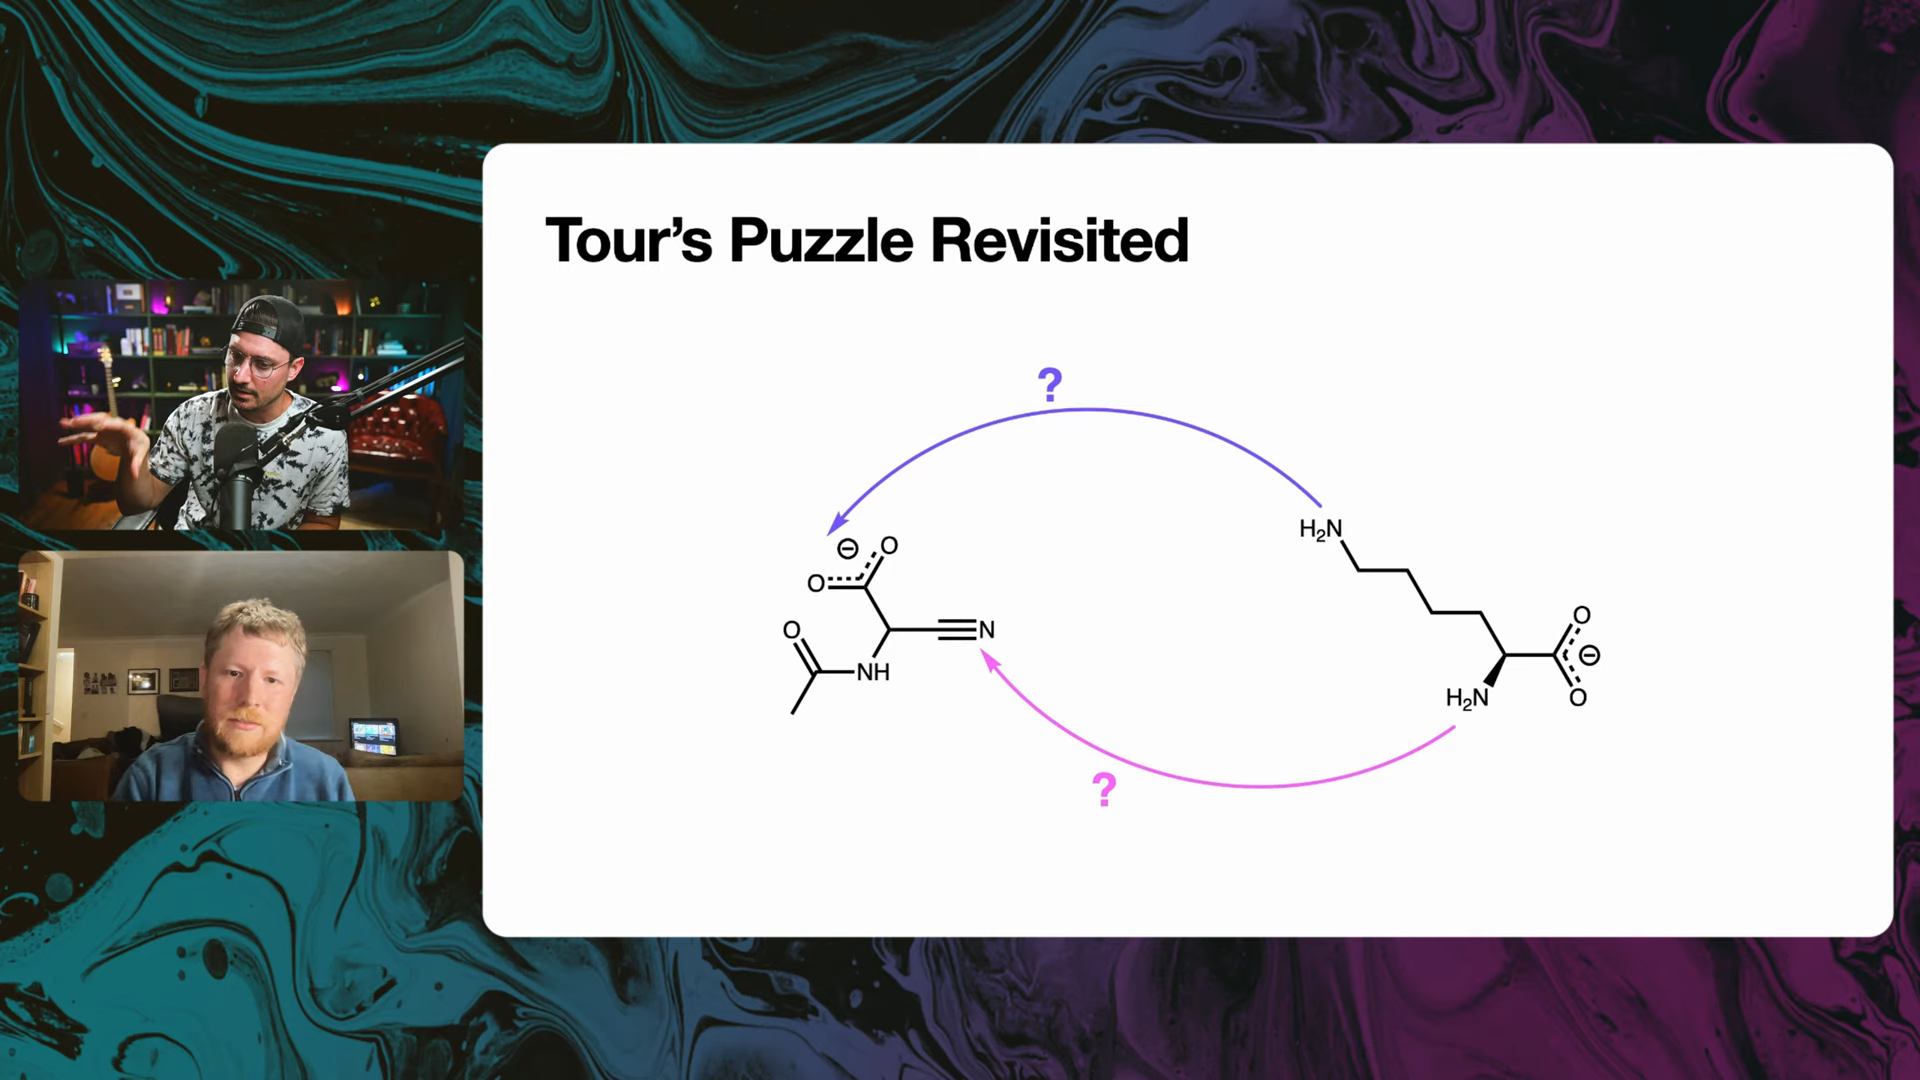 Tour's Puzzle Revisited
?
H₂N
⊖
O
O
O
O
N
⊖
NH
H₂N
O
?